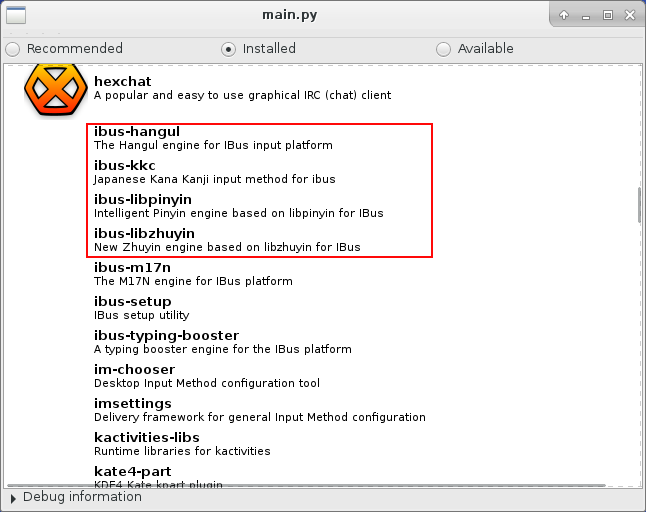 main.py
Recommended Installed Available
hexchat
A popular and easy to use graphical IRC (chat) client
ibus-hangul
The Hangul engine for IBus input platform
ibus-kkc
Japanese Kana Kanji input method for ibus
ibus-libpinyin
Intelligent Pinyin engine based on libpinyin for IBus
ibus-libzhuyin
New Zhuyin engine based on libzhuyin for IBus
ibus-m17n
The M17N engine for IBus platform
ibus-setup
IBus setup utility
ibus-typing-booster
A typing booster engine for the IBus platform
im-chooser
Desktop Input Method configuration tool
imsettings
Delivery framework for general Input Method configuration
kactivities-libs
Runtime libraries for kactivities
kate4-part
KDE4 Kate kpart plugin
Debug information